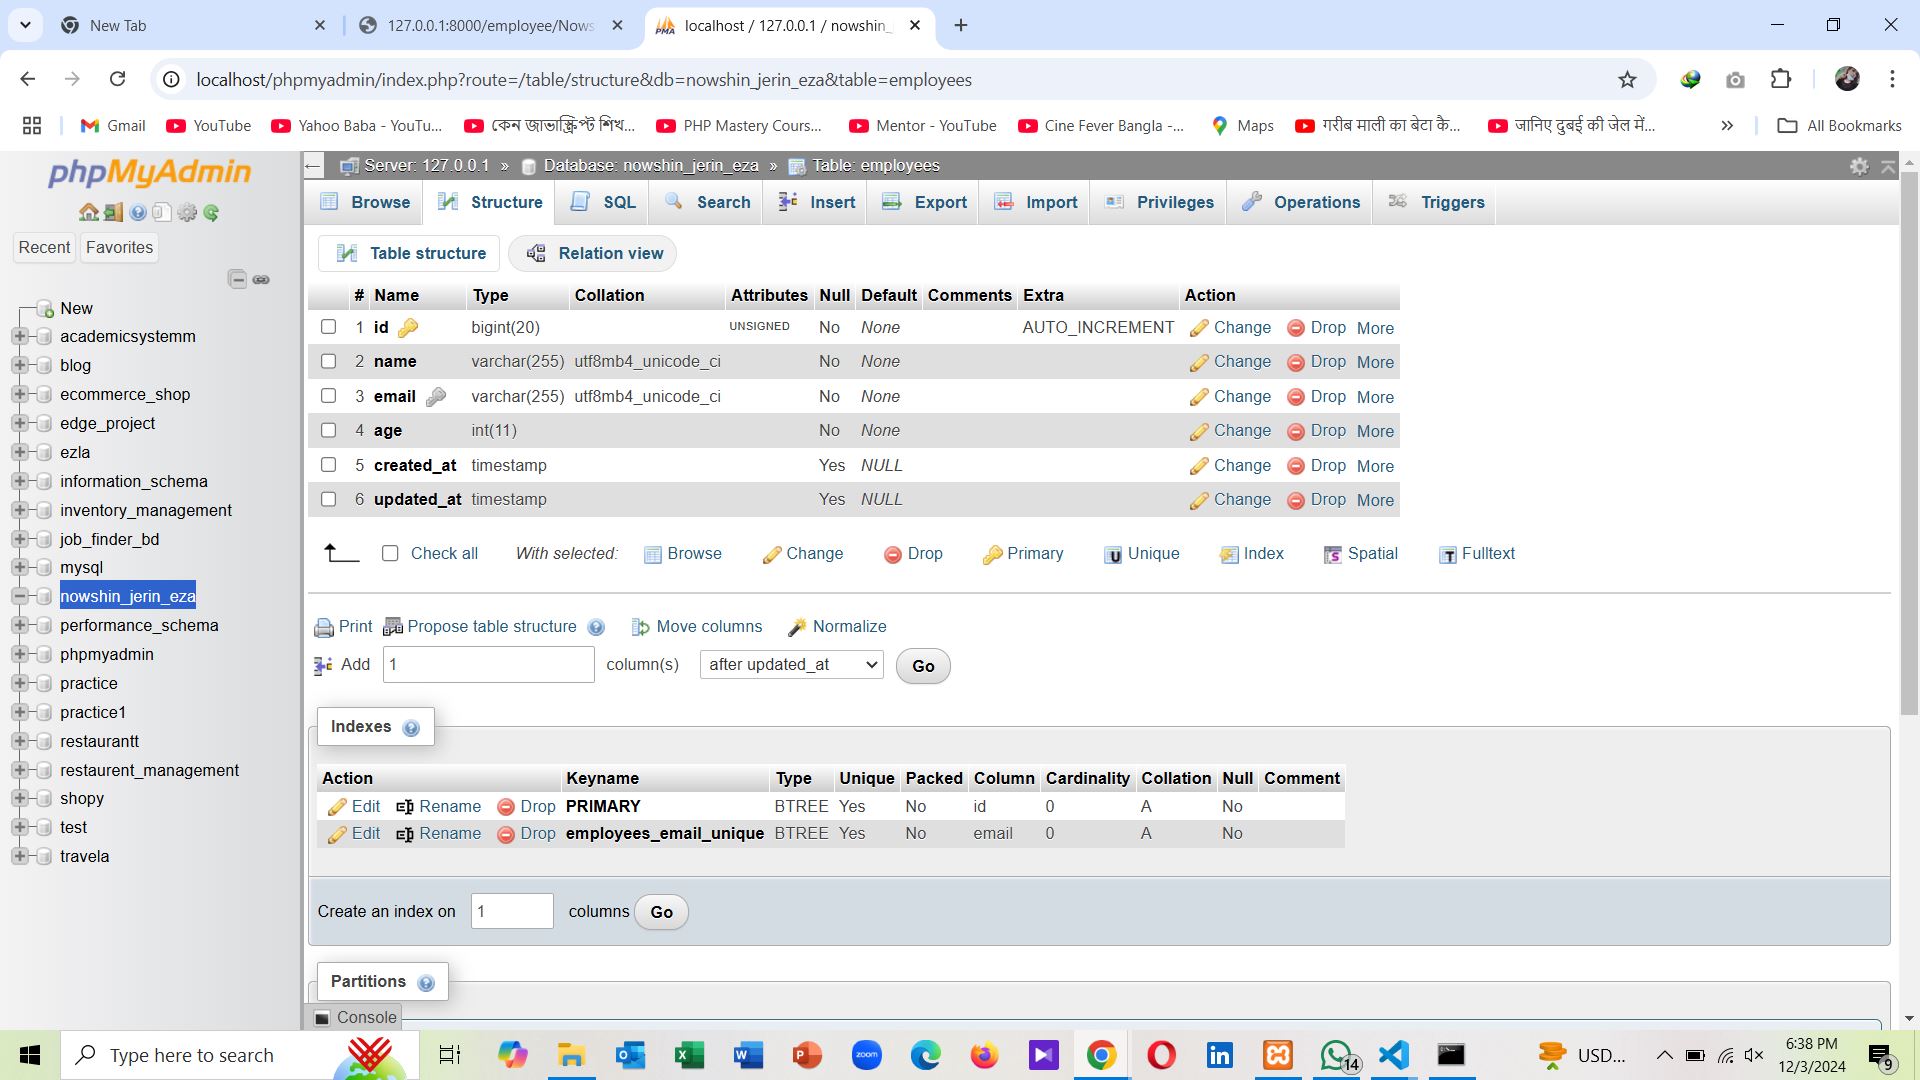 New Tab
127.0.0.1:8000/employee/Nows
localhost / 127.0.0.1 / nowshin_
localhost/phpmyadmin/index.php?route=/table/structure&db=nowshin_jerin_eza&table=employees
Gmail YouTube Yahoo Baba - YouTu... কেন জাভাস্ক্রিপ্ট শিখ... PHP Mastery Cours... Mentor - YouTube Cine Fever Bangla -... Maps गरीब माली का बेटा कै... जानिए दुबई की जेल में... » All Bookmarks
phpMyAdmin
Recent Favorites
New
academicsystemm
blog
ecommerce_shop
edge_project
ezla
information_schema
inventory_management
job_finder_bd
mysql
nowshin_jerin_eza
performance_schema
phpmyadmin
practice
practice1
restaurantt
restaurent_management
shopy
test
travela
Server: 127.0.0.1 » Database: nowshin_jerin_eza » Table: employees
Browse Structure SQL Search Insert Export Import Privileges Operations Triggers
Table structure Relation view
# Name Type Collation Attributes Null Default Comments Extra Action
1 id bigint(20) UNSIGNED No None AUTO_INCREMENT Change Drop More
2 name varchar(255) utf8mb4_unicode_ci No None Change Drop More
3 email varchar(255) utf8mb4_unicode_ci No None Change Drop More
4 age int(11) No None Change Drop More
5 created_at timestamp Yes NULL Change Drop More
6 updated_at timestamp Yes NULL Change Drop More
Check all With selected: Browse Change Drop Primary Unique Index Spatial Fulltext
Print Propose table structure Move columns Normalize
Add 1 column(s) after updated_at Go
Indexes
Action Keyname Type Unique Packed Column Cardinality Collation Null Comment
Edit Rename Drop PRIMARY BTREE Yes No id 0 A No
Edit Rename Drop employees_email_unique BTREE Yes No email 0 A No
Create an index on 1 columns Go
Partitions
Console
Type here to search
zoom
14
USD...
6:38 PM
12/3/2024
9